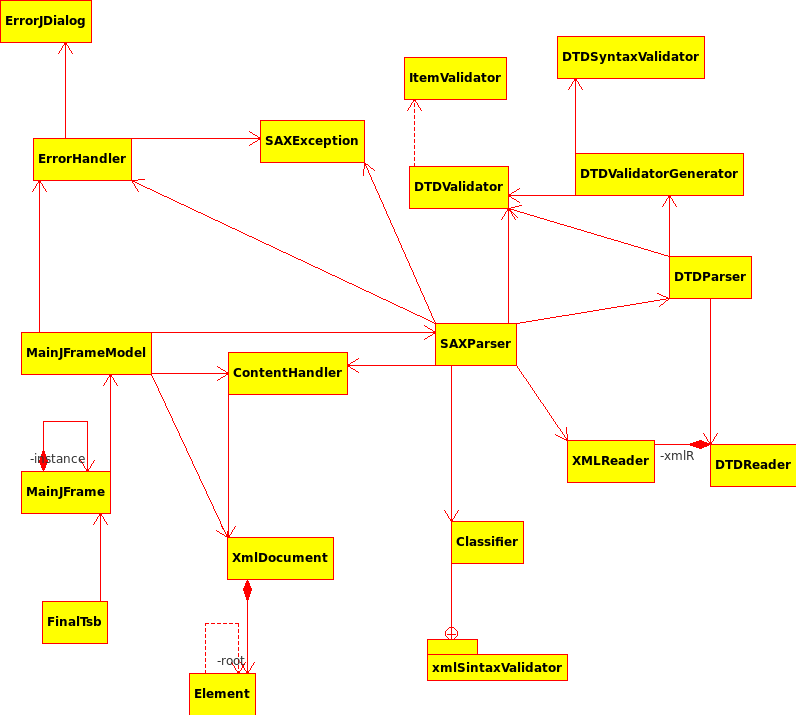 ErrorJDialog
DTDSyntaxValidator
ItemValidator
SAXException
ErrorHandler
DTDValidatorGenerator
DTDValidator
DTDParser
SAXParser
MainJFrameModel
ContentHandler
-instance
-xmlR
XMLReader
DTDReader
MainJFrame
Classifier
XmlDocument
FinalTsb
-root
xmlSintaxValidator
Element